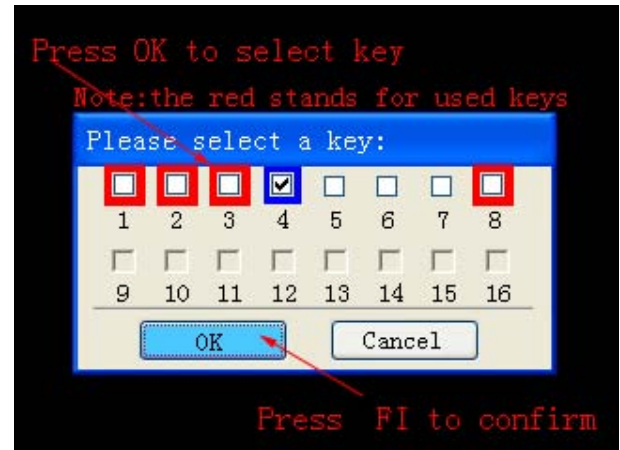 Press OK to select key
Note:the red stands for used keys
Please select a key:
1 2 3 4 5 6 7 8
9 10 11 12 13 14 15 16
OK Cancel
Press FI to confirm